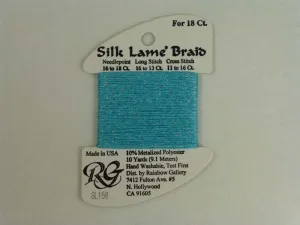 For 18 Ct.
Silk Lamé Braid
Needlepoint Long Stitch Cross Stitch
16 to 18 Ct. 16 to 13 Ct. 11 to 16 Ct.
Made in USA
RG
SL158
10% Metalized Polyester
10 Yards (9.1 Meters)
Hand Washable, Test First
Dist. by Rainbow Gallery
7412 Fulton Ave. #5
N. Hollywood
CA 91605